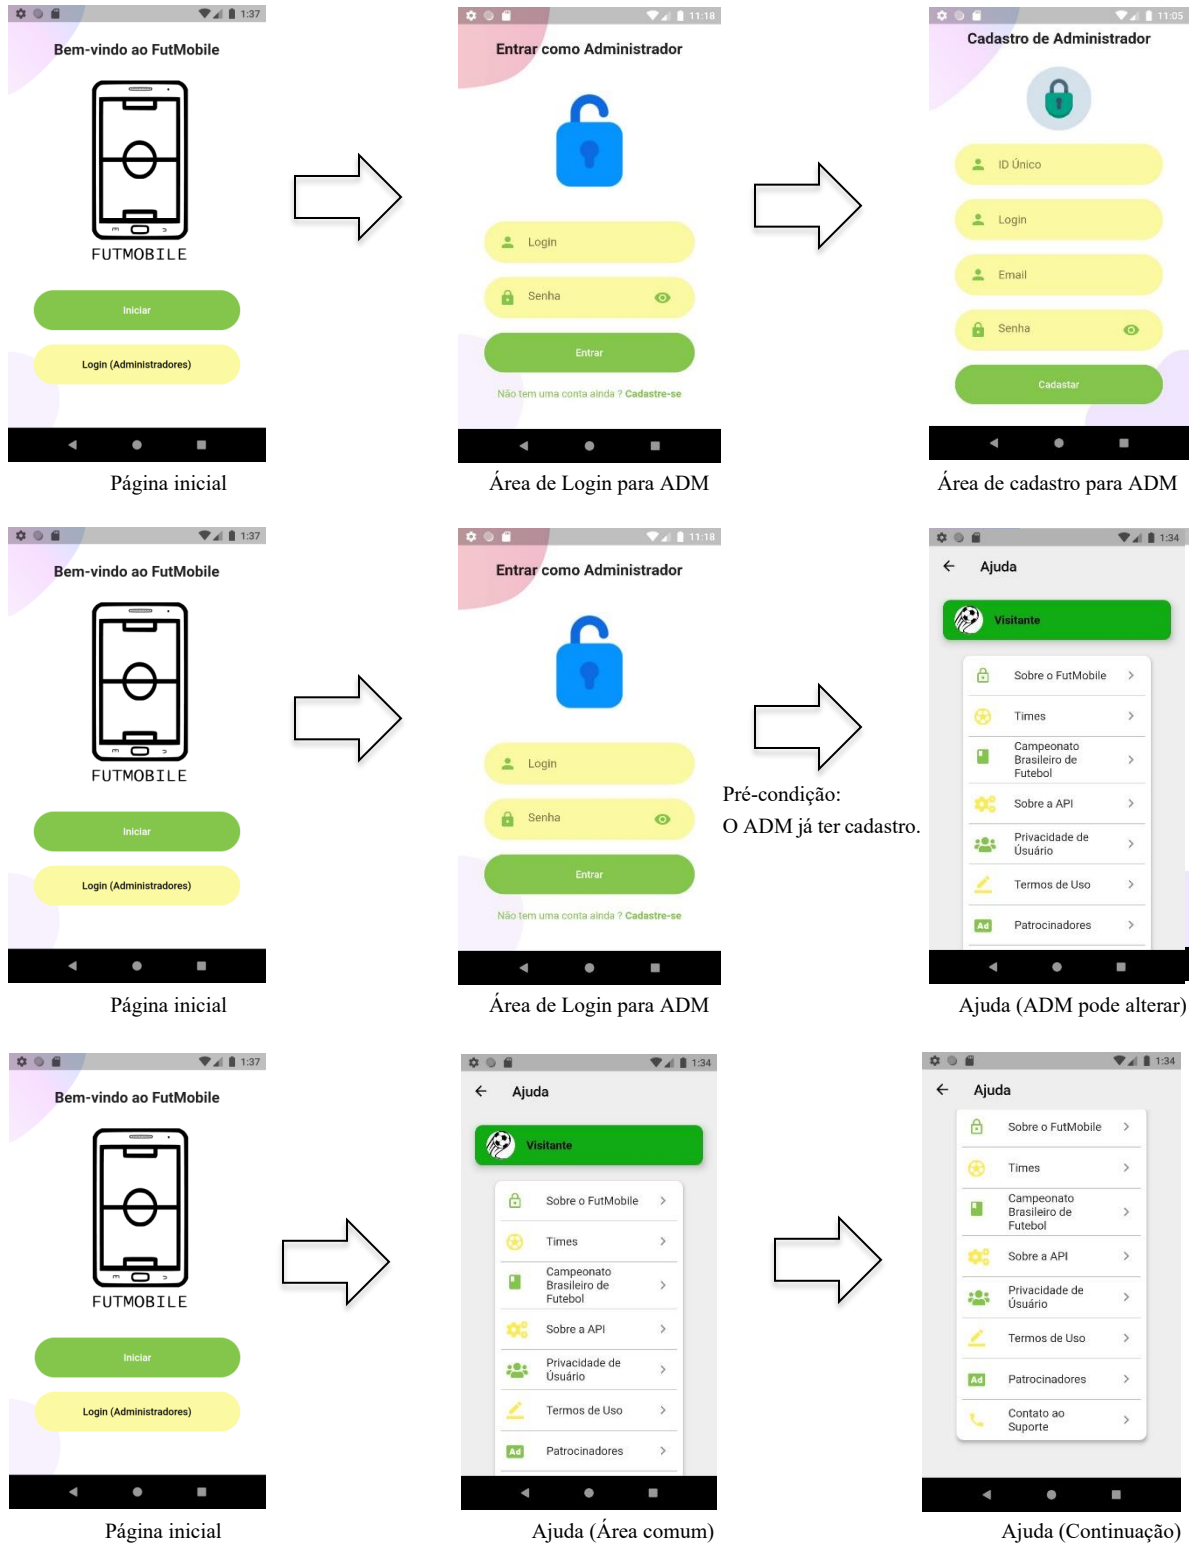 1:37
Bem-vindo ao FutMobile
FUTMOBILE
Iniciar
Login (Administradores)
Página inicial
11:18
Entrar como Administrador
Login
Senha
Entrar
Não tem uma conta ainda ? Cadastre-se
Área de Login para ADM
11:05
Cadastro de Administrador
ID Único
Login
Email
Senha
Cadastar
Área de cadastro para ADM
1:37
Bem-vindo ao FutMobile
FUTMOBILE
Iniciar
Login (Administradores)
Página inicial
11:18
Entrar como Administrador
Login
Senha
Entrar
Não tem uma conta ainda ? Cadastre-se
Área de Login para ADM
Pré-condição:
O ADM já ter cadastro.
1:34
Ajuda
Visitante
Sobre o FutMobile
Times
Campeonato
Brasileiro de
Futebol
Sobre a API
Privacidade de
Úsuário
Termos de Uso
Ad Patrocinadores
Ajuda (ADM pode alterar)
1:37
Bem-vindo ao FutMobile
FUTMOBILE
Iniciar
Login (Administradores)
Página inicial
1:34
Ajuda
Visitante
Sobre o FutMobile
Times
Campeonato
Brasileiro de
Futebol
Sobre a API
Privacidade de
Úsuário
Termos de Uso
Ad Patrocinadores
Ajuda (Área comum)
1:34
Ajuda
Sobre o FutMobile
Times
Campeonato
Brasileiro de
Futebol
Sobre a API
Privacidade de
Úsuário
Termos de Uso
Ad Patrocinadores
Contato ao
Suporte
Ajuda (Continuação)